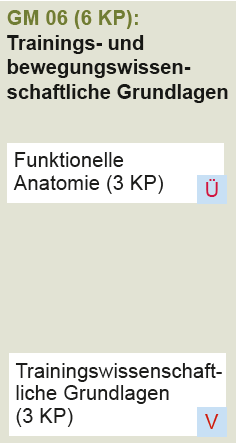 GM 06 (6 KP):
Trainings- und
bewegungswissen-
schaftliche Grundlagen
Funktionelle
Anatomie (3 KP)
Ü
Trainingswissenschaft-
liche Grundlagen
(3 KP)
V